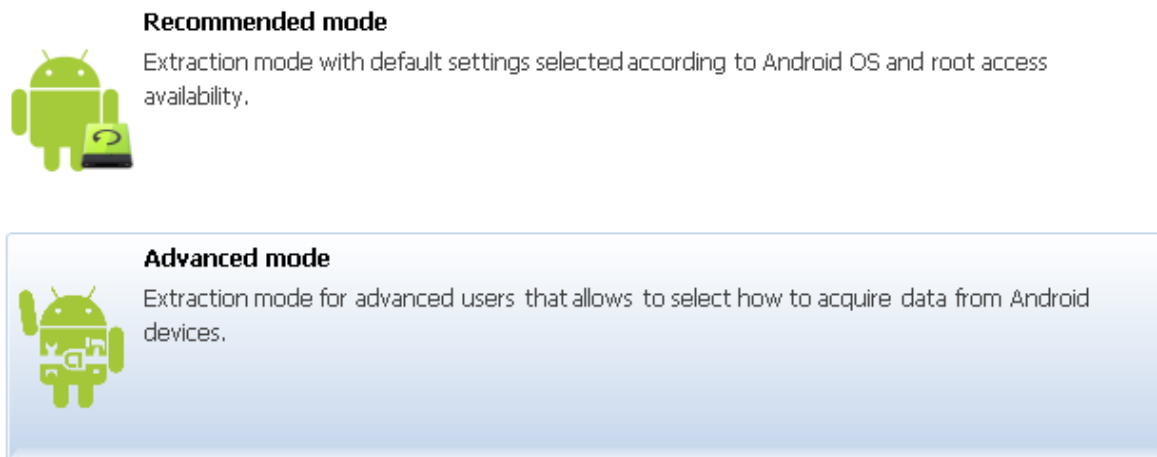 Recommended mode
Extraction mode with default settings selected according to Android OS and root access
availability.
Advanced mode
Extraction mode for advanced users that allows to select how to acquire data from Android
devices.